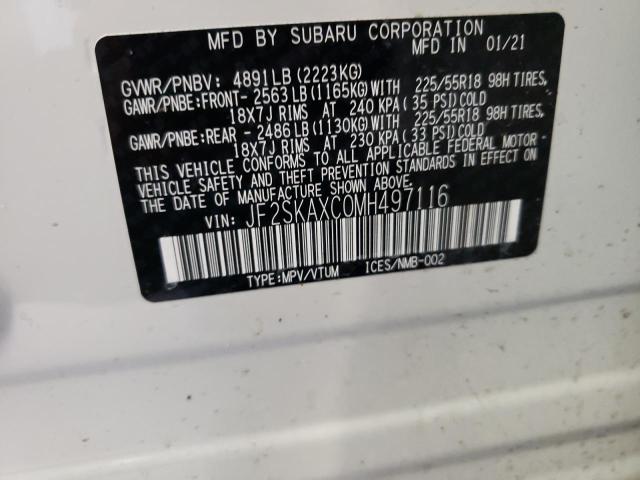 MFD BY SUBARU CORPORATION
MFD IN 01/21
GVWR/PNBV: 4891LB(2223KG)
GAWR/PNBE:FRONT- 2563LB(1165KG)WITH 225/55R18 98H TIRES,
18X7J RIMS AT 240 KPA(35 PSI)COLD
GAWR/PNBE:REAR - 2486LB(1130KG)WITH 225/55R18 98H TIRES,
18X7J RIMS AT 230 KPA(33 PSI)COLD
THIS VEHICLE CONFORMS TO ALL APPLICABLE FEDERAL MOTOR
VEHICLE SAFETY AND THEFT PREVENTION STANDARDS IN EFFECT ON
THE DATE OF MANUFACTURE SHOWN ABOVE.
VIN: JF2SKAXC0MH497116
TYPE:MPV/VTUM ICES/NMB-002